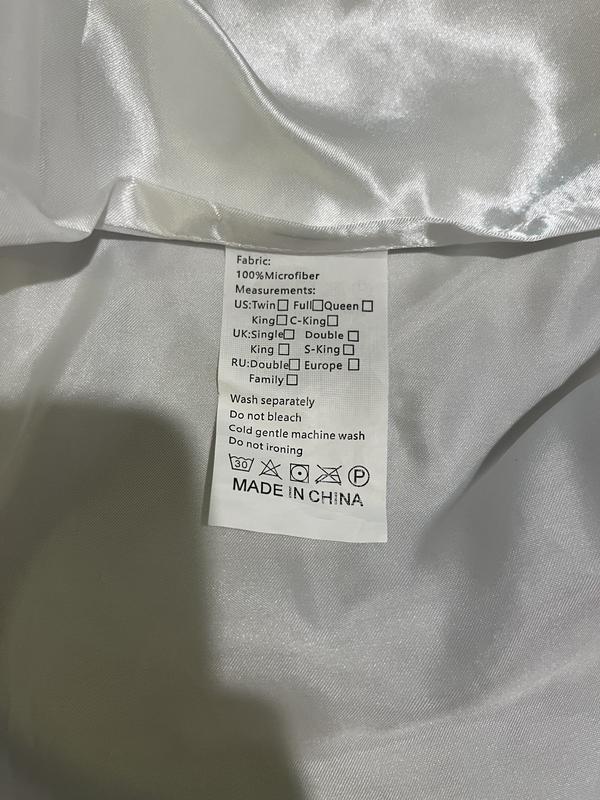 Fabric:
100%Microfiber
Measurements:
US:Twin☐ Full☐Queen ☐
King☐ C-King☐
UK:Single☐ Double ☐
King ☐ S-King ☐
RU:Double☐ Europe ☐
Family ☐
Wash separately
Do not bleach
Cold gentle machine wash
Do not ironing
30 P
MADE IN CHINA